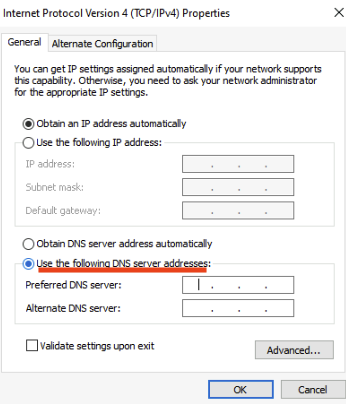 Internet Protocol Version 4 (TCP/IPv4) Properties
General
Alternate Configuration
You can get IP settings assigned automatically if your network supports
this capability. Otherwise, you need to ask your network administrator
for the appropriate IP settings.
Obtain an IP address automatically
Use the following IP address:
IP address:
Subnet mask:
Default gateway:
Obtain DNS server address automatically
Use the following DNS server addresses:
Preferred DNS server:
Alternate DNS server:
Validate settings upon exit
Advanced...
OK
Cancel